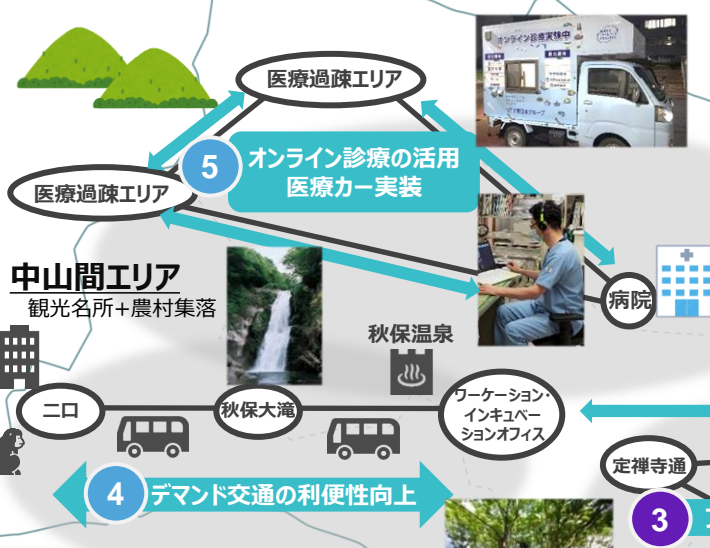 オンライン診療実験中
医療過疎エリア
5
オンライン診療の活用
医療カー実装
医療過疎エリア
中山間エリア
観光名所+農村集落
病院
秋保温泉
二口
秋保大滝
ワーケーション・
インキュベー
ションオフィス
定禅寺通
4
デマンド交通の利便性向上
3